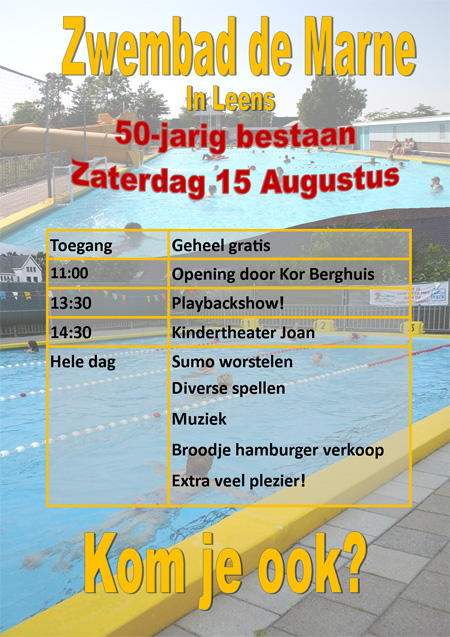 Zwembad de Marne
In Leens
50-jarig bestaan
Zaterdag 15 Augustus
Toegang Geheel gratis
11:00 Opening door Kor Berghuis
13:30 Playbackshow!
14:30 Kindertheater Joan
Hele dag Sumo worstelen
Diverse spellen
Muziek
Broodje hamburger verkoop
Extra veel plezier!
Kom je ook?